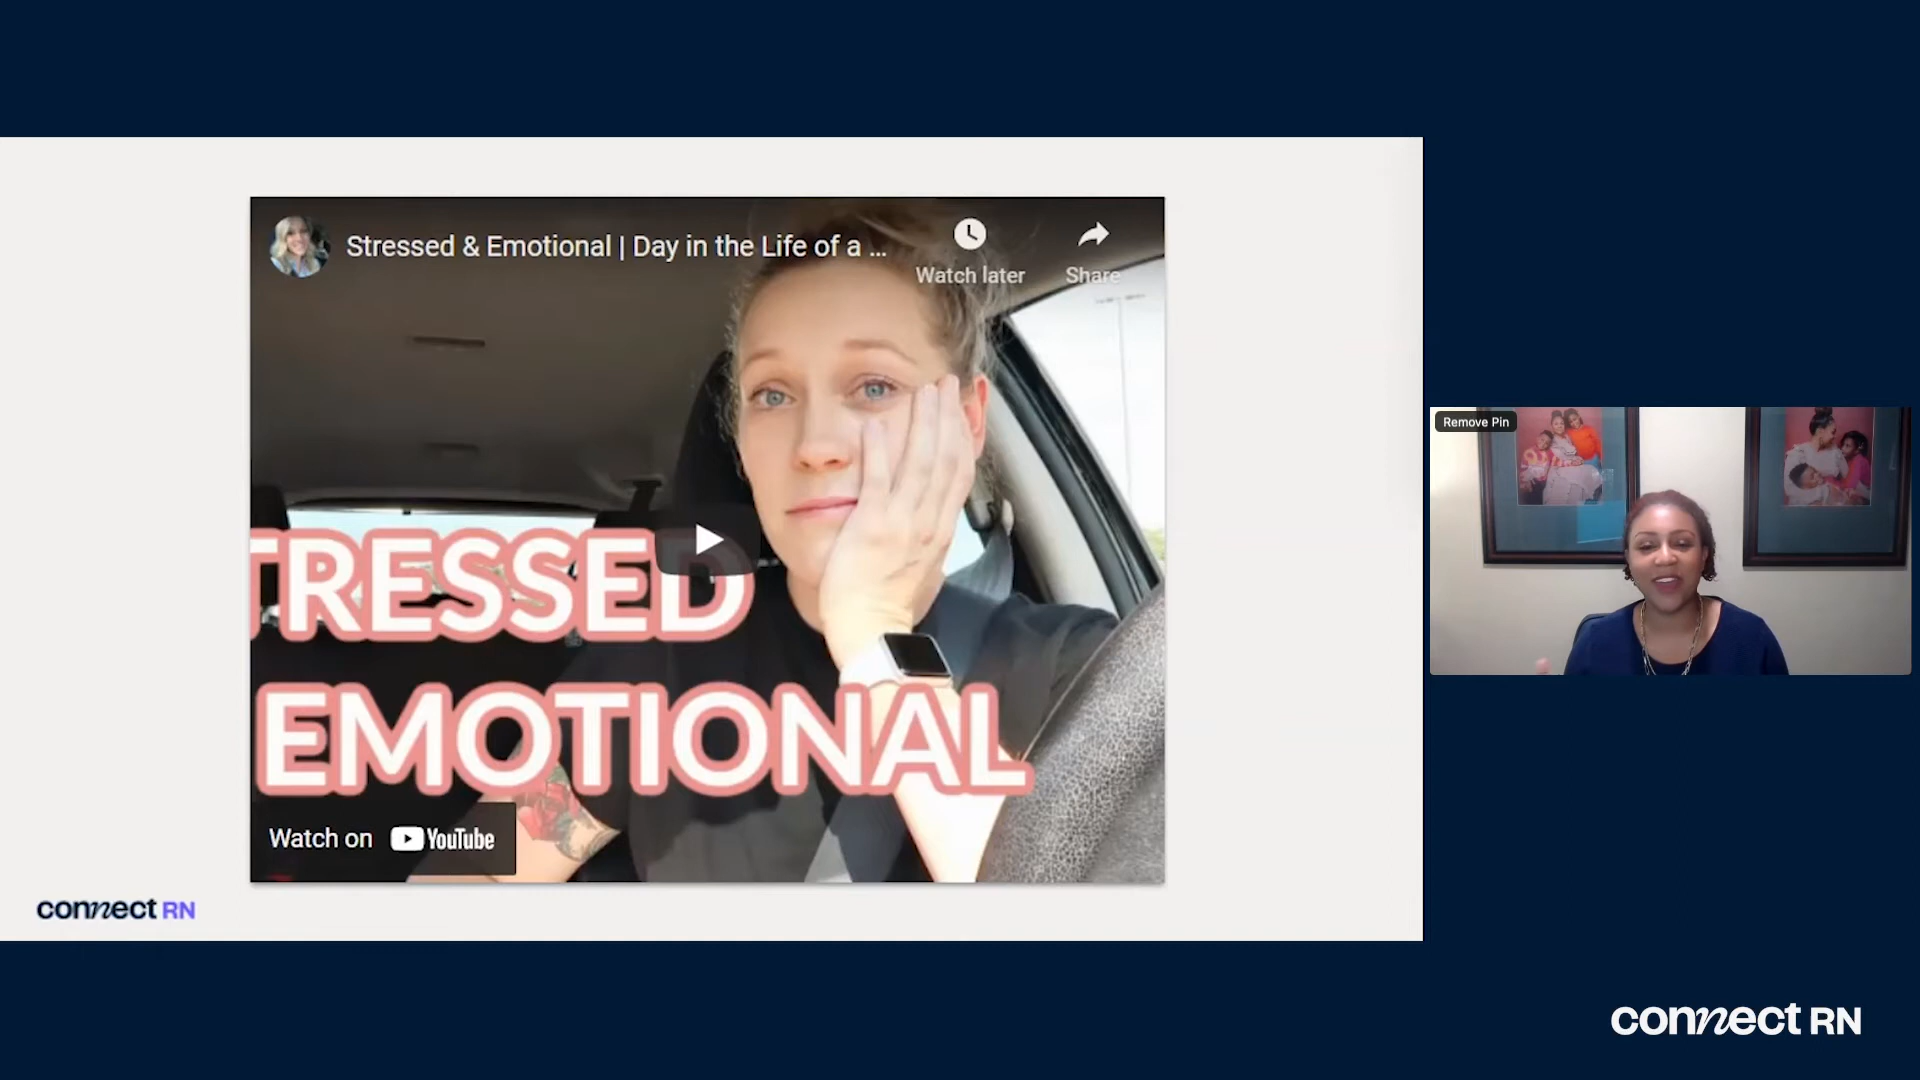 Stressed & Emotional | Day in the Life of a ...
Watch later
Share
TRESSED
EMOTIONAL
Watch on YouTube
connect RN
Remove Pin
connect RN